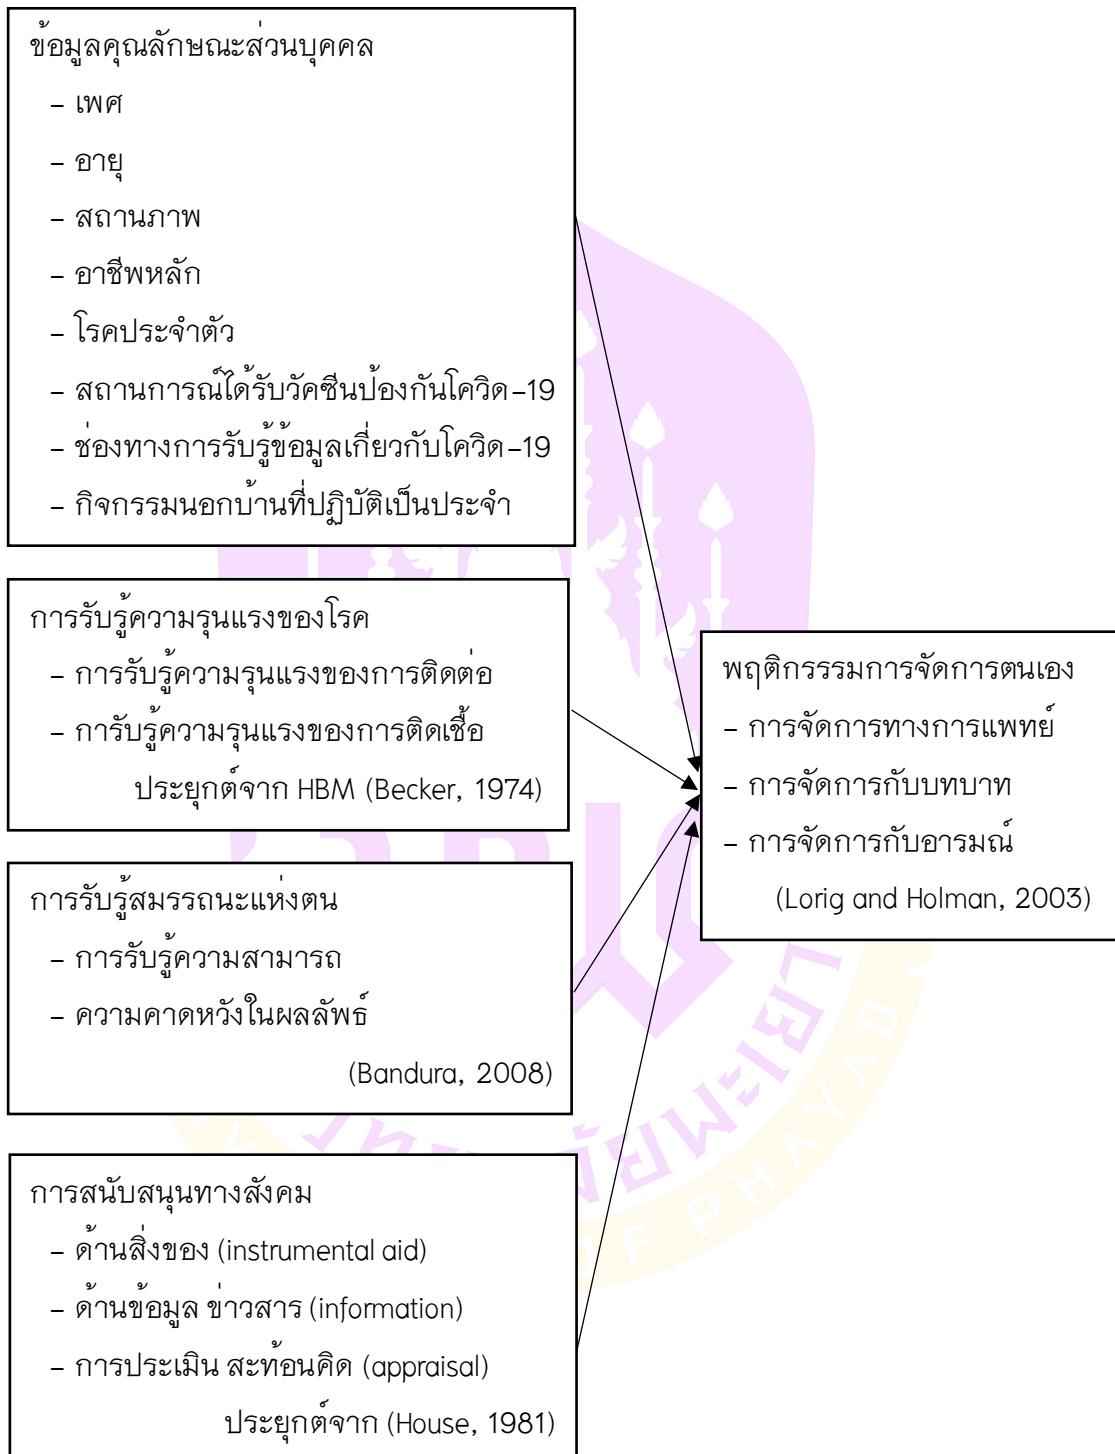 ข้อมูลคุณลักษณะส่วนบุคคล
- เพศ
- อายุ
- สถานภาพ
- อาชีพหลัก
- โรคประจำตัว
- สถานการณ์ได้รับวัคซีนป้องกันโควิด-19
- ช่องทางการรับรู้ข้อมูลเกี่ยวกับโควิด-19
- กิจกรรมนอกบ้านที่ปฏิบัติเป็นประจำ
การรับรู้ความรุนแรงของโรค
- การรับรู้ความรุนแรงของการติดต่อ
- การับรู้ความรุนแรงของการติดเชื้อ
ประยุกต์จาก HBM (Becker, 1974)
การรับรู้สมรรถนะแห่งตน
- การรับรู้ความสามารถ
- ความคาดหวังในผลลัพธ์
(Bandura, 2008)
การสนับสนุนทางสังคม
- ด้านสิ่งของ (instrumental aid)
- ด้านข้อมูล ข่าวสาร (information)
- การประเมิน สะท้อนคิด (appraisal)
ประยุกต์จาก (House, 1981)
พฤติกรรรมการจัดการตนเอง
- การจัดการทางการแพทย์
- การจัดการกับบทบาท
- การจัดการกับอารมณ์
(Lorig and Holman, 2003)
OF PHAYAO